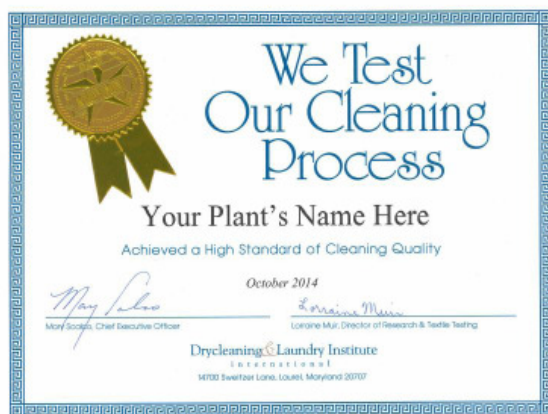 We Test
Our Cleaning
Process
Your Plant's Name Here
Achieved a High Standard of Cleaning Quality
October 2014
Mary Scalco, Chief Executive Officer
Lorraine Muir
Lorraine Muir, Director of Research & Textile Testing
Drycleaning & Laundry Institute
international
14700 Sweitzer Lane, Laurel, Maryland 20707